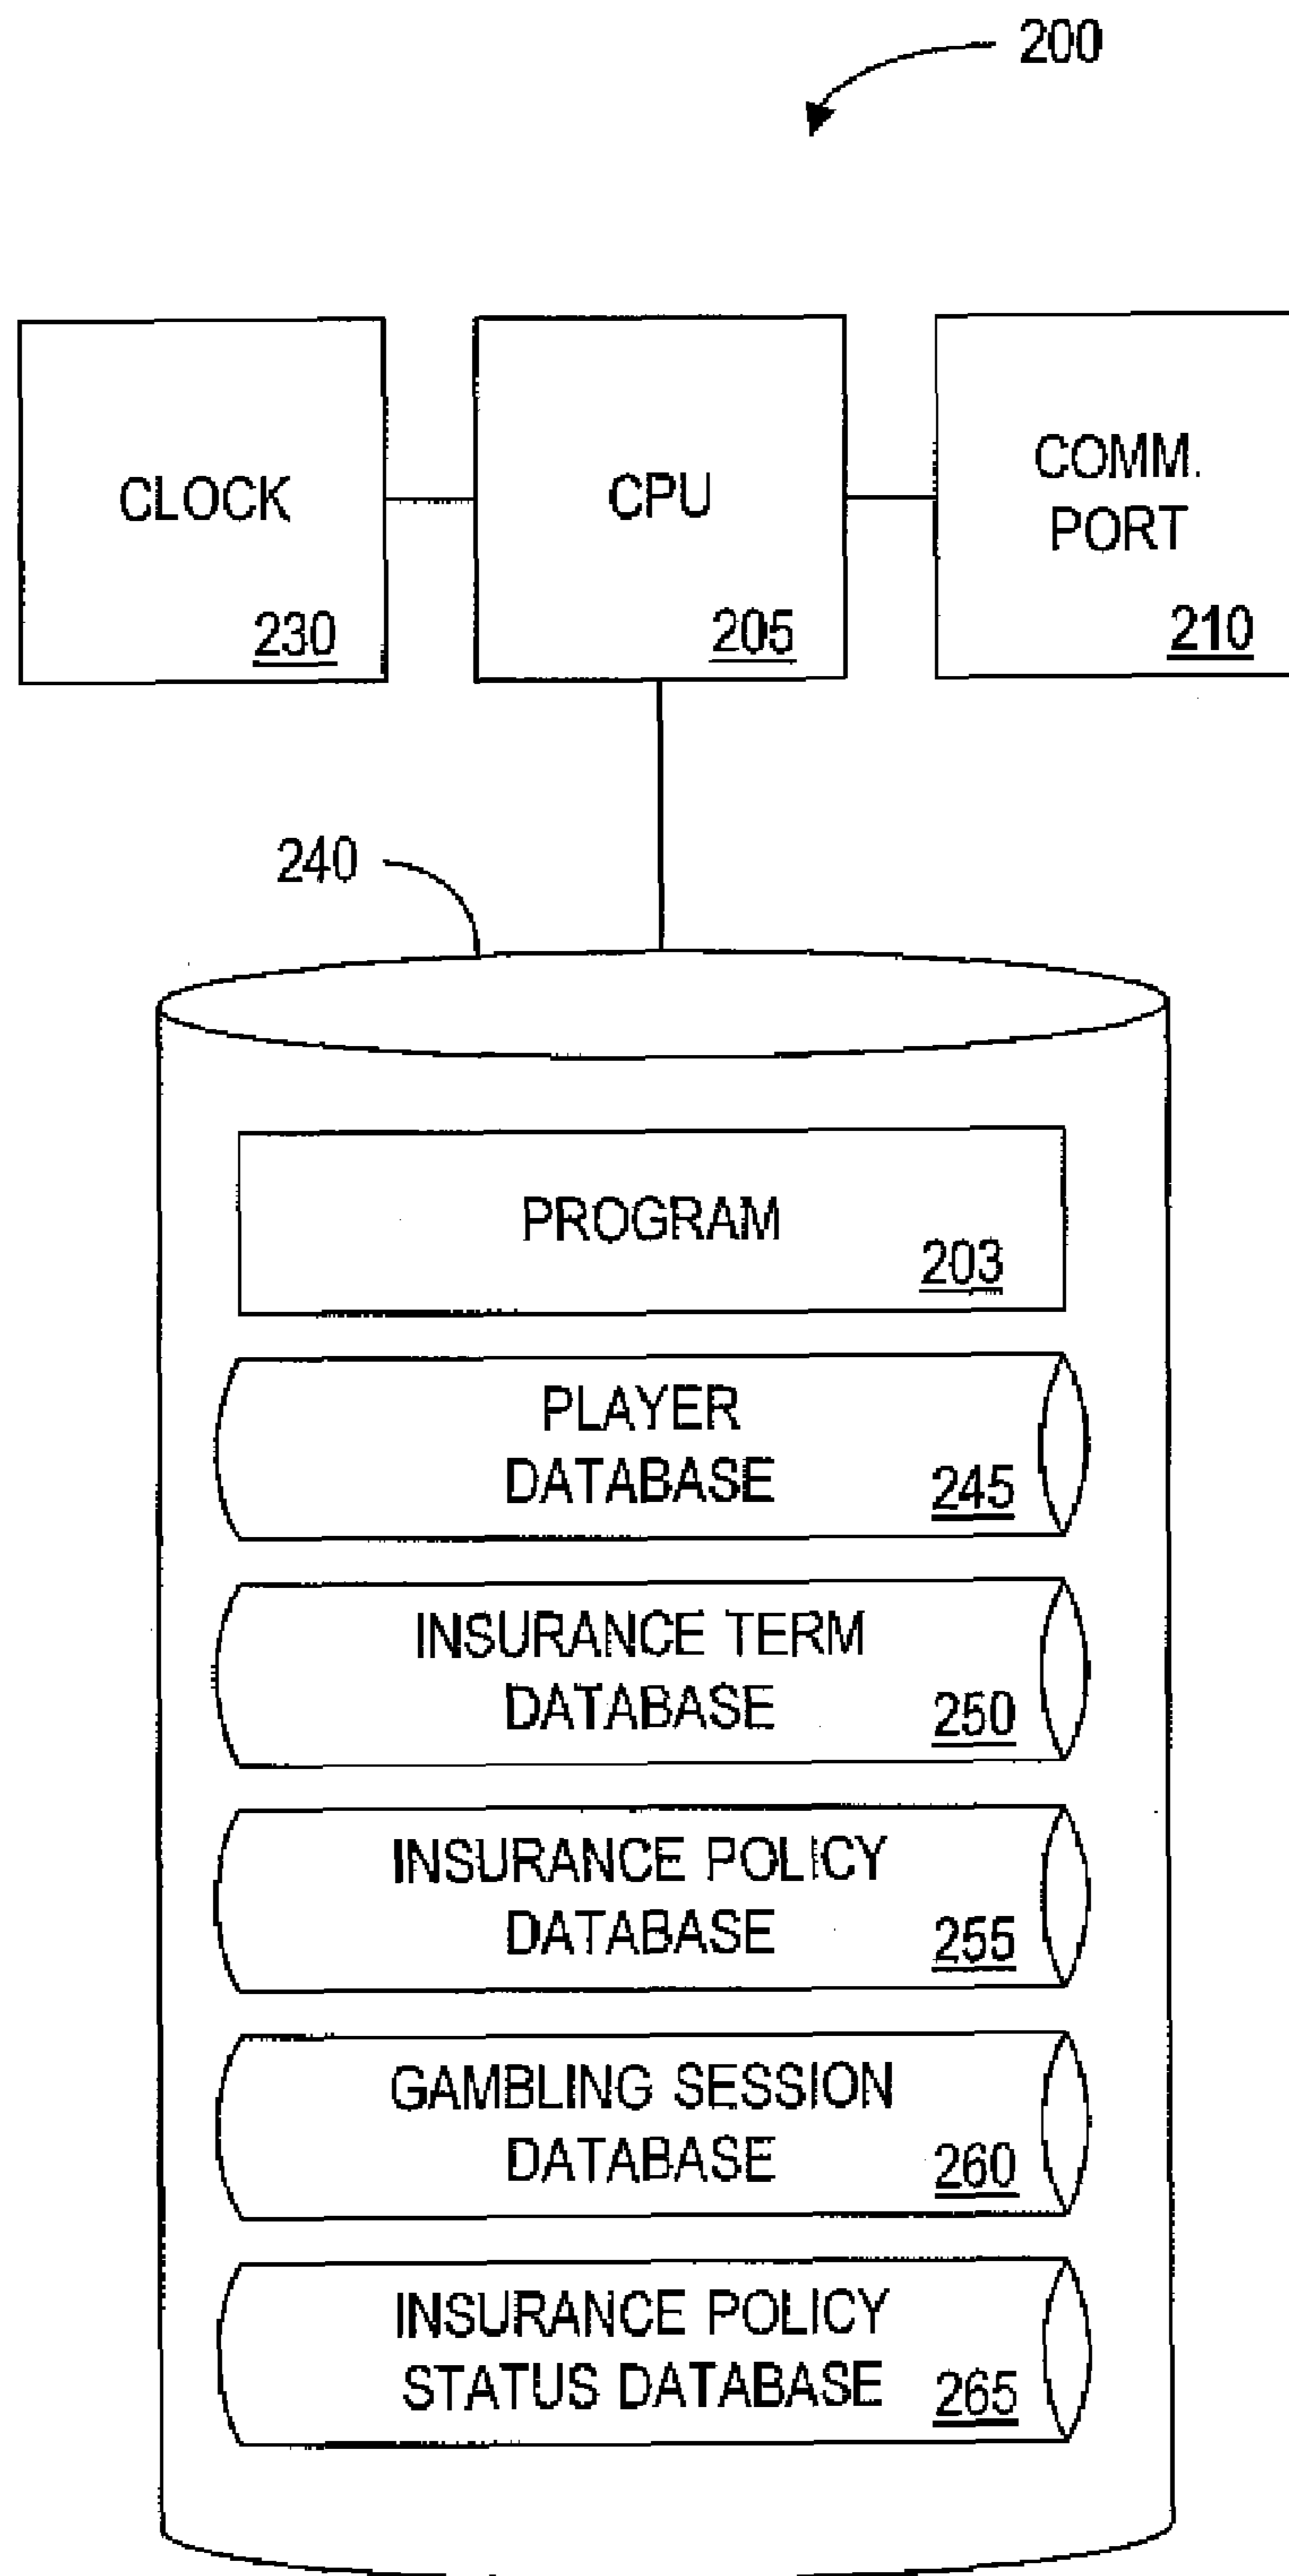 200
CLOCK
230
CPU
205
COMM.
PORT
210
240
PROGRAM
203
PLAYER
DATABASE
245
INSURANCE TERM
DATABASE
250
INSURANCE POLICY
DATABASE
255
GAMBLING SESSION
DATABASE
260
INSURANCE POLICY
STATUS DATABASE
265